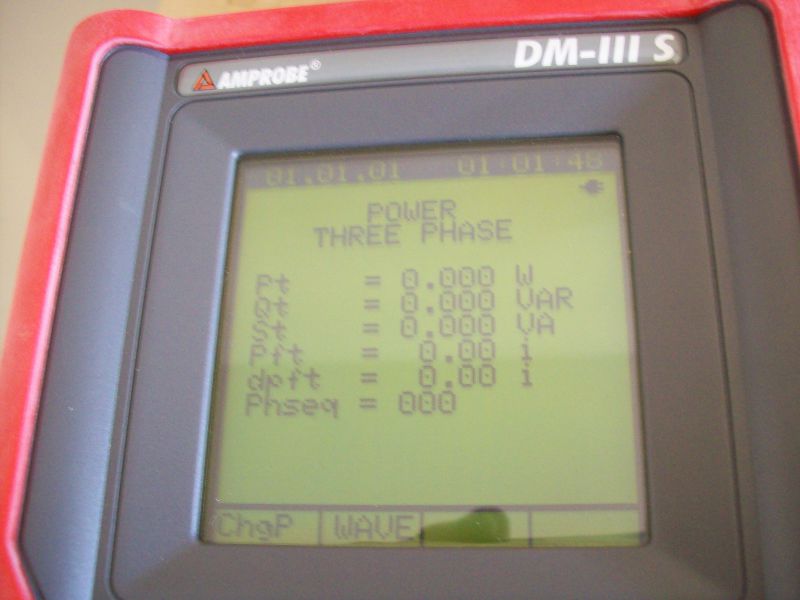 AMPROBE® DM-III S
01.01.01 01:01:48
POWER
THREE PHASE
Pt = 0.000 W
Qt = 0.000 VAR
St = 0.000 VA
Pft = 0.00 i
dpft = 0.00 i
Phseq = 000
ChgP WAVE